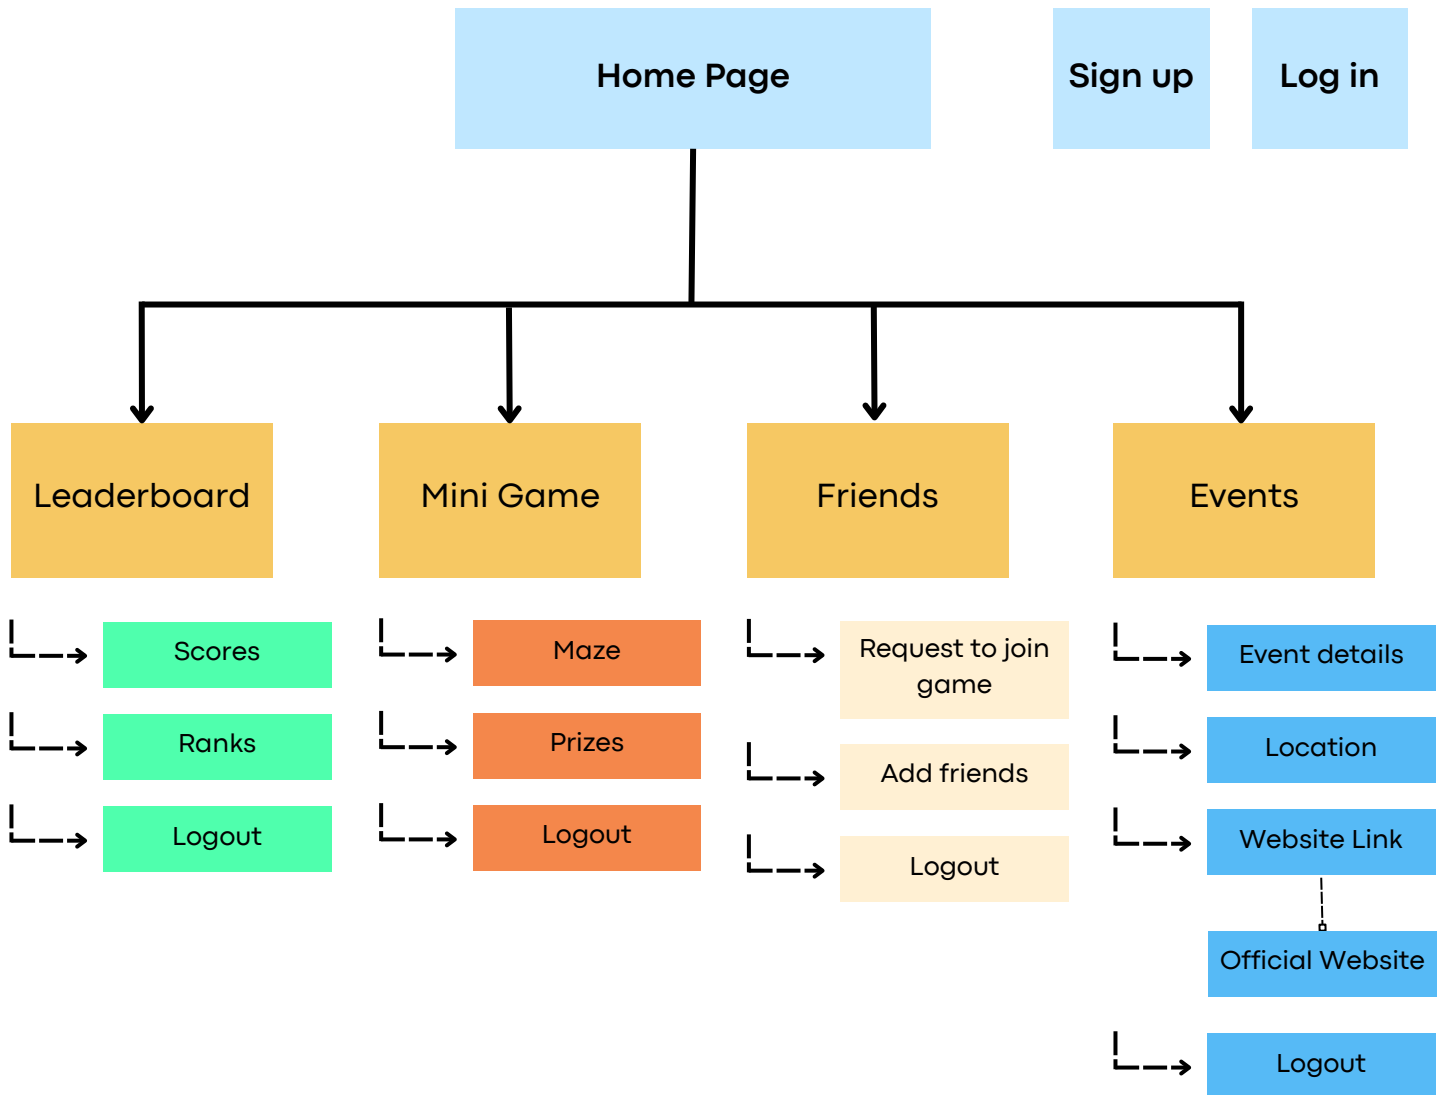 Home Page
Sign up
Log in
Leaderboard
Mini Game
Friends
Events
Scores
Ranks
Logout
Maze
Prizes
Logout
Request to join
game
Add friends
Logout
Event details
Location
Website Link
Official Website
Logout